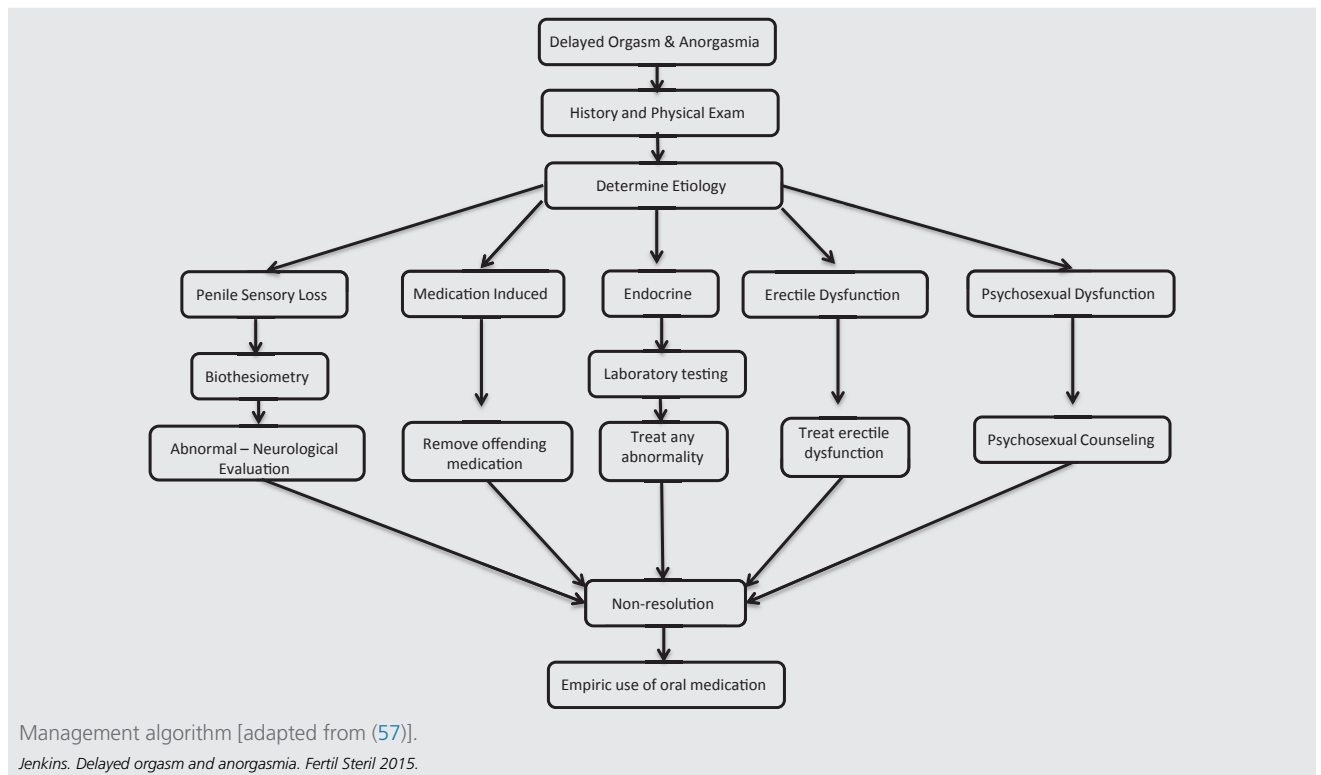 Delayed Orgasm & Anorgasmia
History and Physical Exam
Determine Etiology
Penile Sensory Loss
Medication Induced
Endocrine
Erectile Dysfunction
Psychosexual Dysfunction
Biothesiometry
Laboratory testing
Abnormal – Neurological
Evaluation
Remove offending
medication
Treat any
abnormality
Treat erectile
dysfunction
Psychosexual Counseling
Non-resolution
Empiric use of oral medication
Management algorithm [adapted from (57)].
Jenkins. Delayed orgasm and anorgasmia. Fertil Steril 2015.